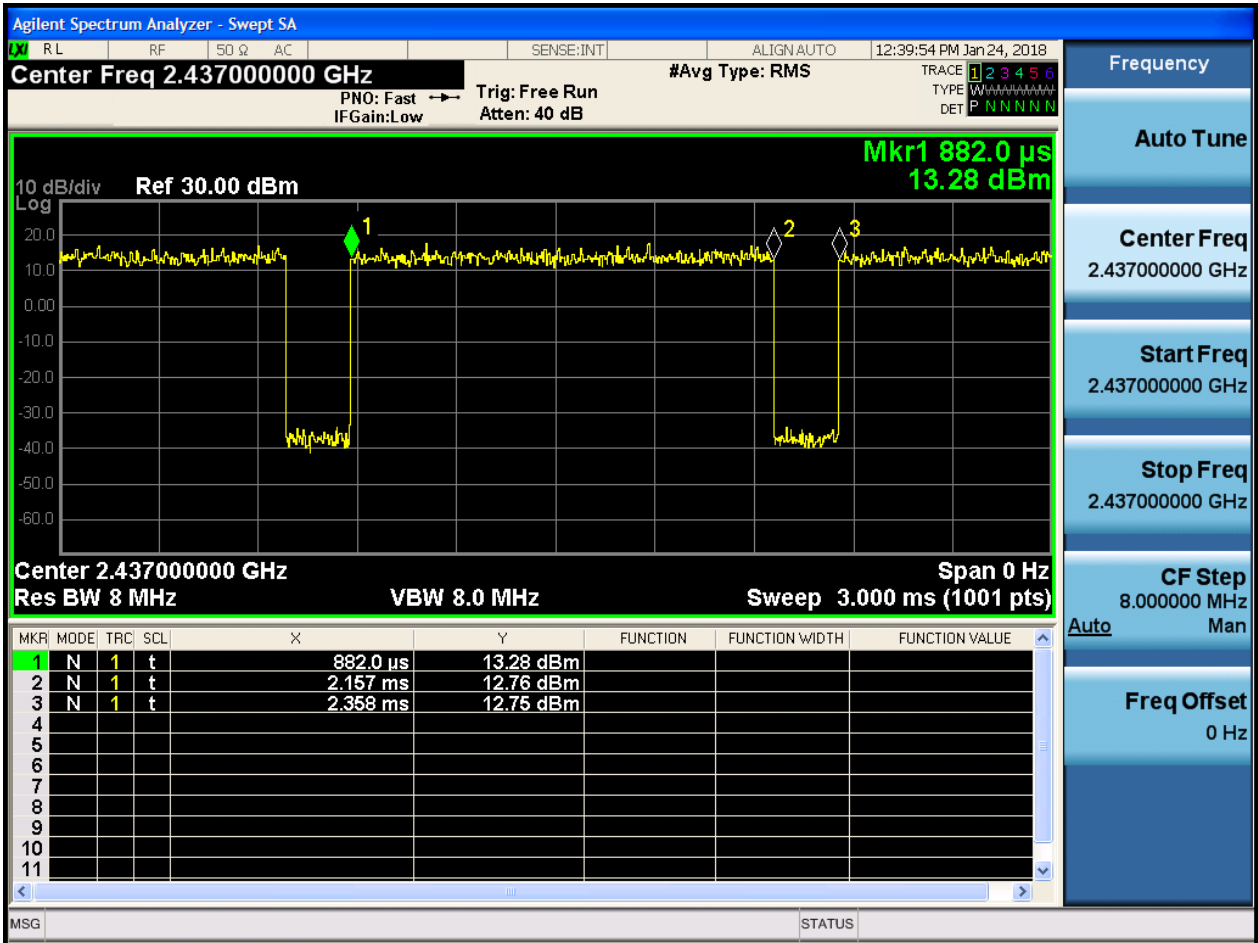 Agilent Spectrum Analyzer - Swept SA
LXI RL RF 50 Ω AC SENSE:INT ALIGN AUTO 12:39:54 PM Jan 24, 2018
Center Freq 2.437000000 GHz
PNO: Fast
IFGain:Low
Trig: Free Run
Atten: 40 dB
#Avg Type: RMS
TRACE 1 2 3 4 5 6
TYPE W
DET P N N N N N
Mkr1 882.0 µs
13.28 dBm
10 dB/div Ref 30.00 dBm
Log
1
2
3
20.0
10.0
0.00
-10.0
-20.0
-30.0
-40.0
-50.0
-60.0
Center 2.437000000 GHz Span 0 Hz
Res BW 8 MHz VBW 8.0 MHz Sweep 3.000 ms (1001 pts)
MKR MODE TRC SCL X Y FUNCTION FUNCTION WIDTH FUNCTION VALUE
1 N 1 t 882.0 µs 13.28 dBm
2 N 1 t 2.157 ms 12.76 dBm
3 N 1 t 2.358 ms 12.75 dBm
4
5
6
7
8
9
10
11
MSG STATUS
Frequency
Auto Tune
Center Freq
2.437000000 GHz
Start Freq
2.437000000 GHz
Stop Freq
2.437000000 GHz
CF Step
8.000000 MHz
Auto Man
Freq Offset
0 Hz